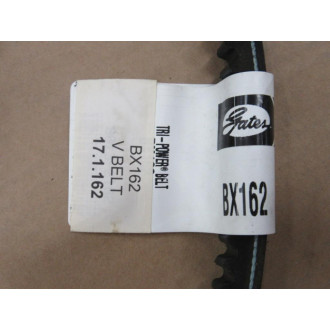 BX162
V BELT
17.1.162
TRI-POWER® BELT
Gates
BX162